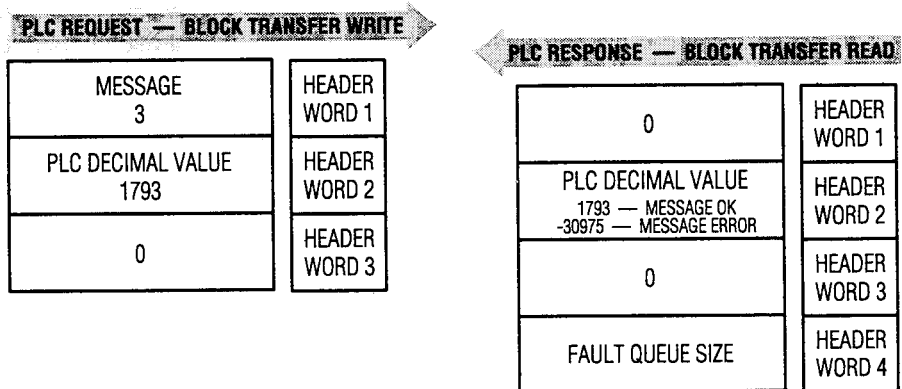 PLC REQUEST — BLOCK TRANSFER WRITE
MESSAGE
3
HEADER
WORD 1
PLC DECIMAL VALUE
1793
HEADER
WORD 2
0
HEADER
WORD 3
PLC RESPONSE — BLOCK TRANSFER READ
0
HEADER
WORD 1
PLC DECIMAL VALUE
1793 — MESSAGE OK
-30975 — MESSAGE ERROR
HEADER
WORD 2
0
HEADER
WORD 3
FAULT QUEUE SIZE
HEADER
WORD 4